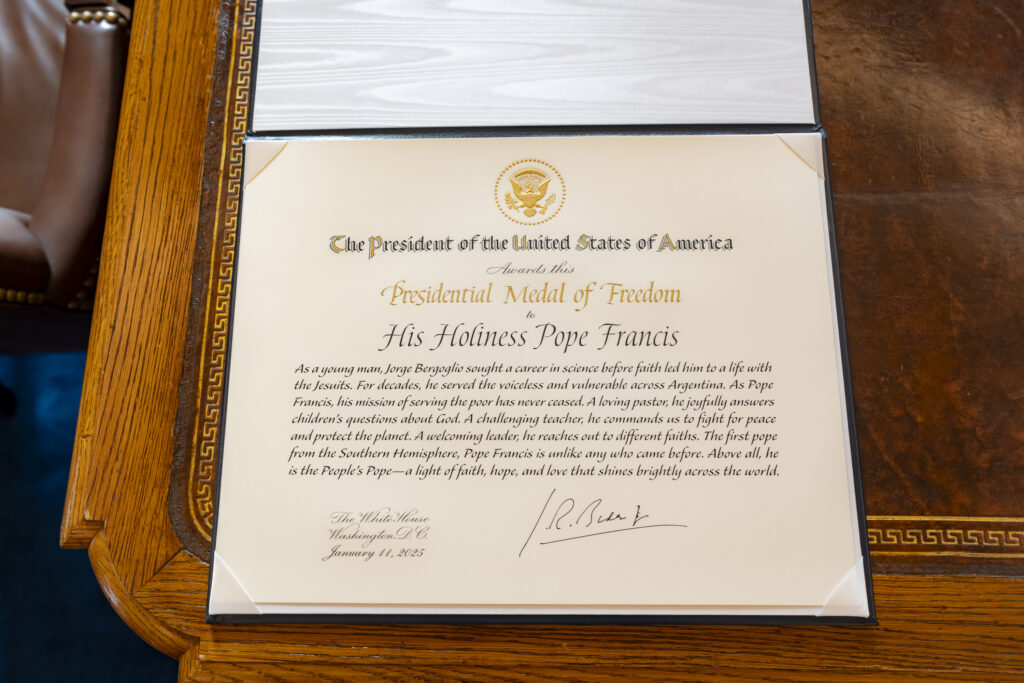 The President of the United States of America
Awards this
Presidential Medal of Freedom
to
His Holiness Pope Francis
As a young man, Jorge Bergoglio sought a career in science before faith led him to a life with
the Jesuits. For decades, he served the voiceless and vulnerable across Argentina. As Pope
Francis, his mission of serving the poor has never ceased. A loving pastor, he joyfully answers
children's questions about God. A challenging teacher, he commands us to fight for peace
and protect the planet. A welcoming leader, he reaches out to different faiths. The first pope
from the Southern Hemisphere, Pope Francis is unlike any who came before. Above all, he
is the People's Pope—a light of faith, hope, and love that shines brightly across the world.
The White House
Washington, D.C.
January 11, 2025